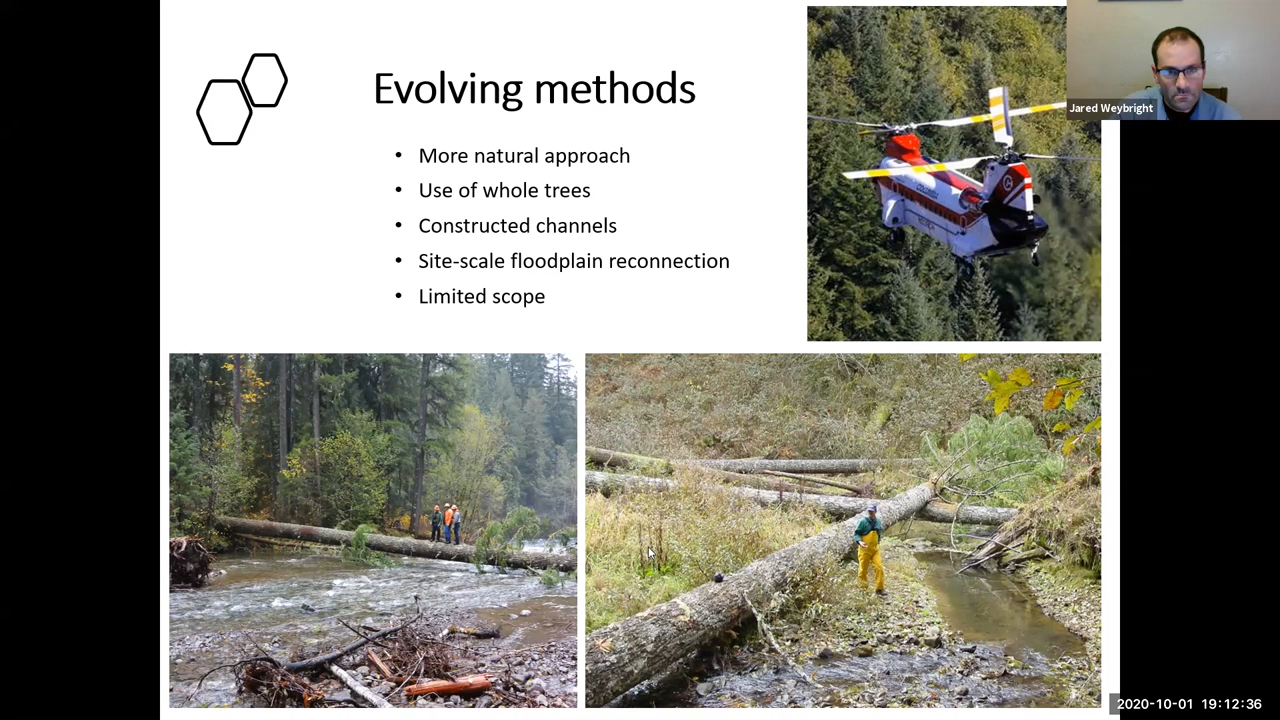 Evolving methods
• More natural approach
• Use of whole trees
• Constructed channels
• Site-scale floodplain reconnection
• Limited scope
Jared Weybright
2020-10-01 19:12:36